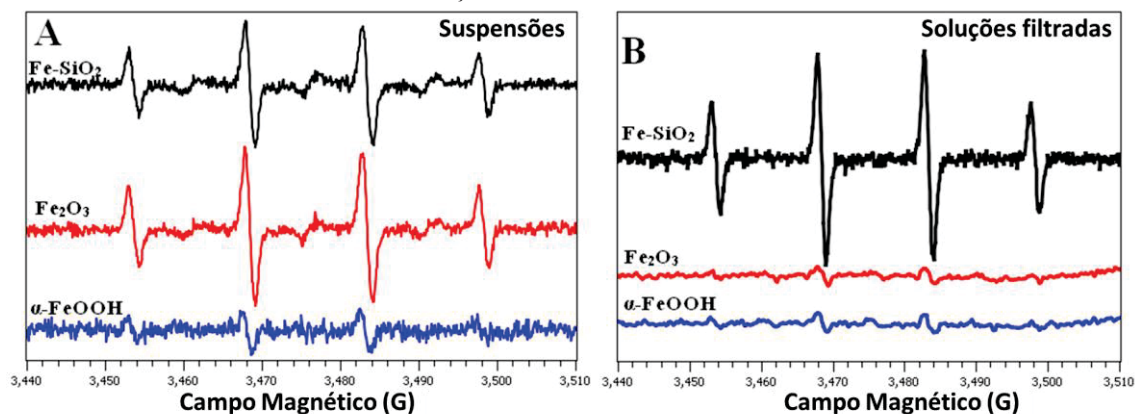 A
Suspensões
Fe-SiO₂
Fe₂O₃
α-FeOOH
3,440 3,450 3,460 3,470 3,480 3,490 3,500 3,510
Campo Magnético (G)
B
Soluções filtradas
Fe-SiO₂
Fe₂O₃
α-FeOOH
3,440 3,450 3,460 3,470 3,480 3,490 3,500 3,510
Campo Magnético (G)